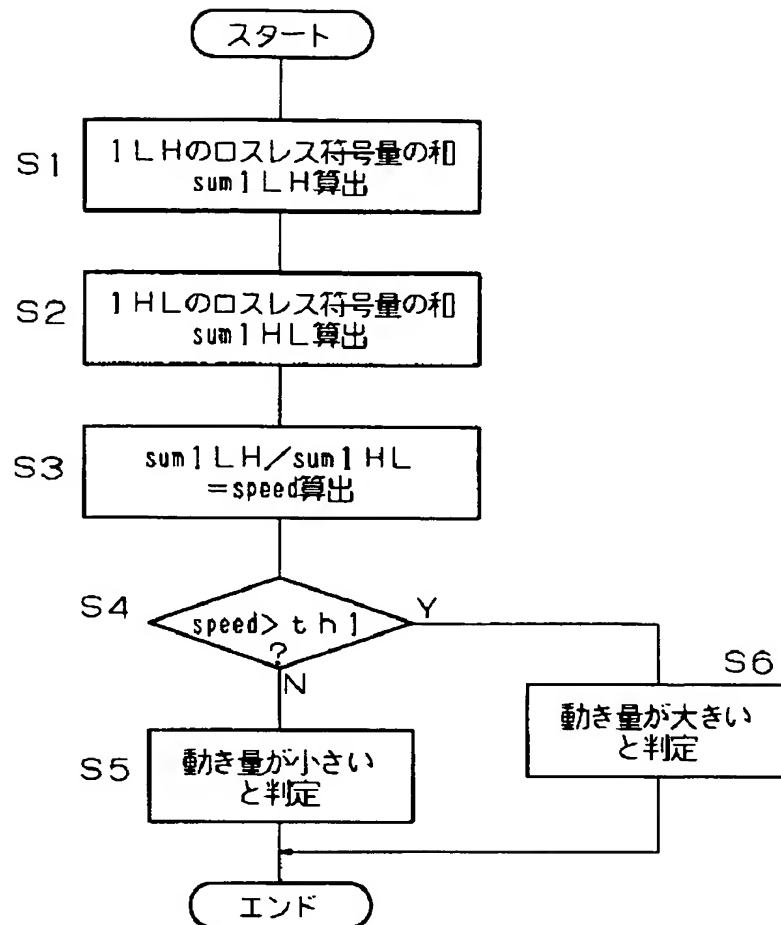 スタート
S1
1LHのロスレス符号量の和
sum1LH算出
S2
1HLのロスレス符号量の和
sum1HL算出
S3
sum1LH/sum1HL
=speed算出
S4
speed>th1
?
Y
N
S6
動き量が大きい
と判定
S5
動き量が小さい
と判定
エンド